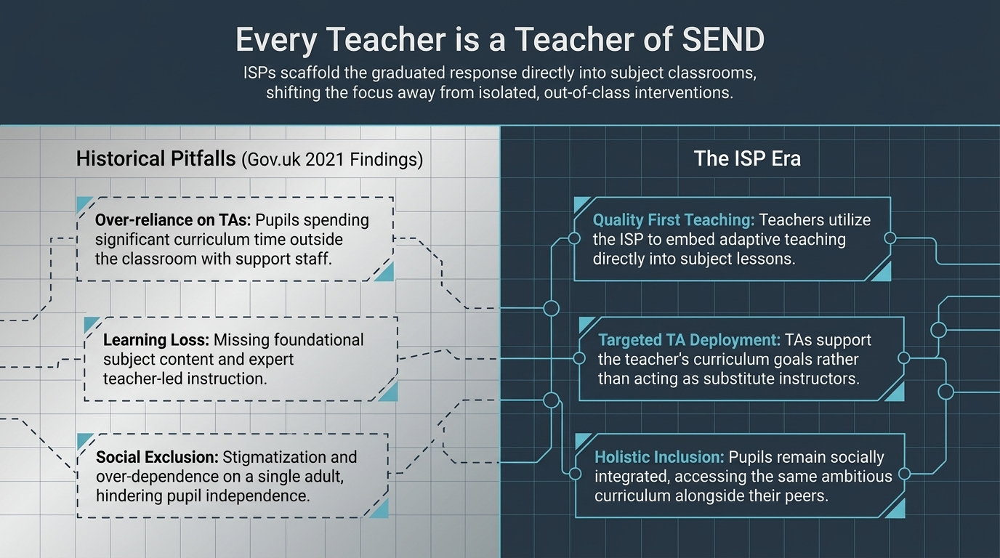 Every Teacher is a Teacher of SEND
ISPs scaffold the graduated response directly into subject classrooms,
shifting the focus away from isolated, out-of-class interventions.
Historical Pitfalls (Gov.uk 2021 Findings)
Over-reliance on TAs: Pupils spending
significant curriculum time outside
the classroom with support staff.
Learning Loss: Missing foundational
subject content and expert
teacher-led instruction.
Social Exclusion: Stigmatization and
over-dependence on a single adult,
hindering pupil independence.
The ISP Era
Quality First Teaching: Teachers utilize
the ISP to embed adaptive teaching
directly into subject lessons.
Targeted TA Deployment: TAs support
the teacher's curriculum goals rather
than acting as substitute instructors.
Holistic Inclusion: Pupils remain socially
integrated, accessing the same ambitious
curriculum alongside their peers.